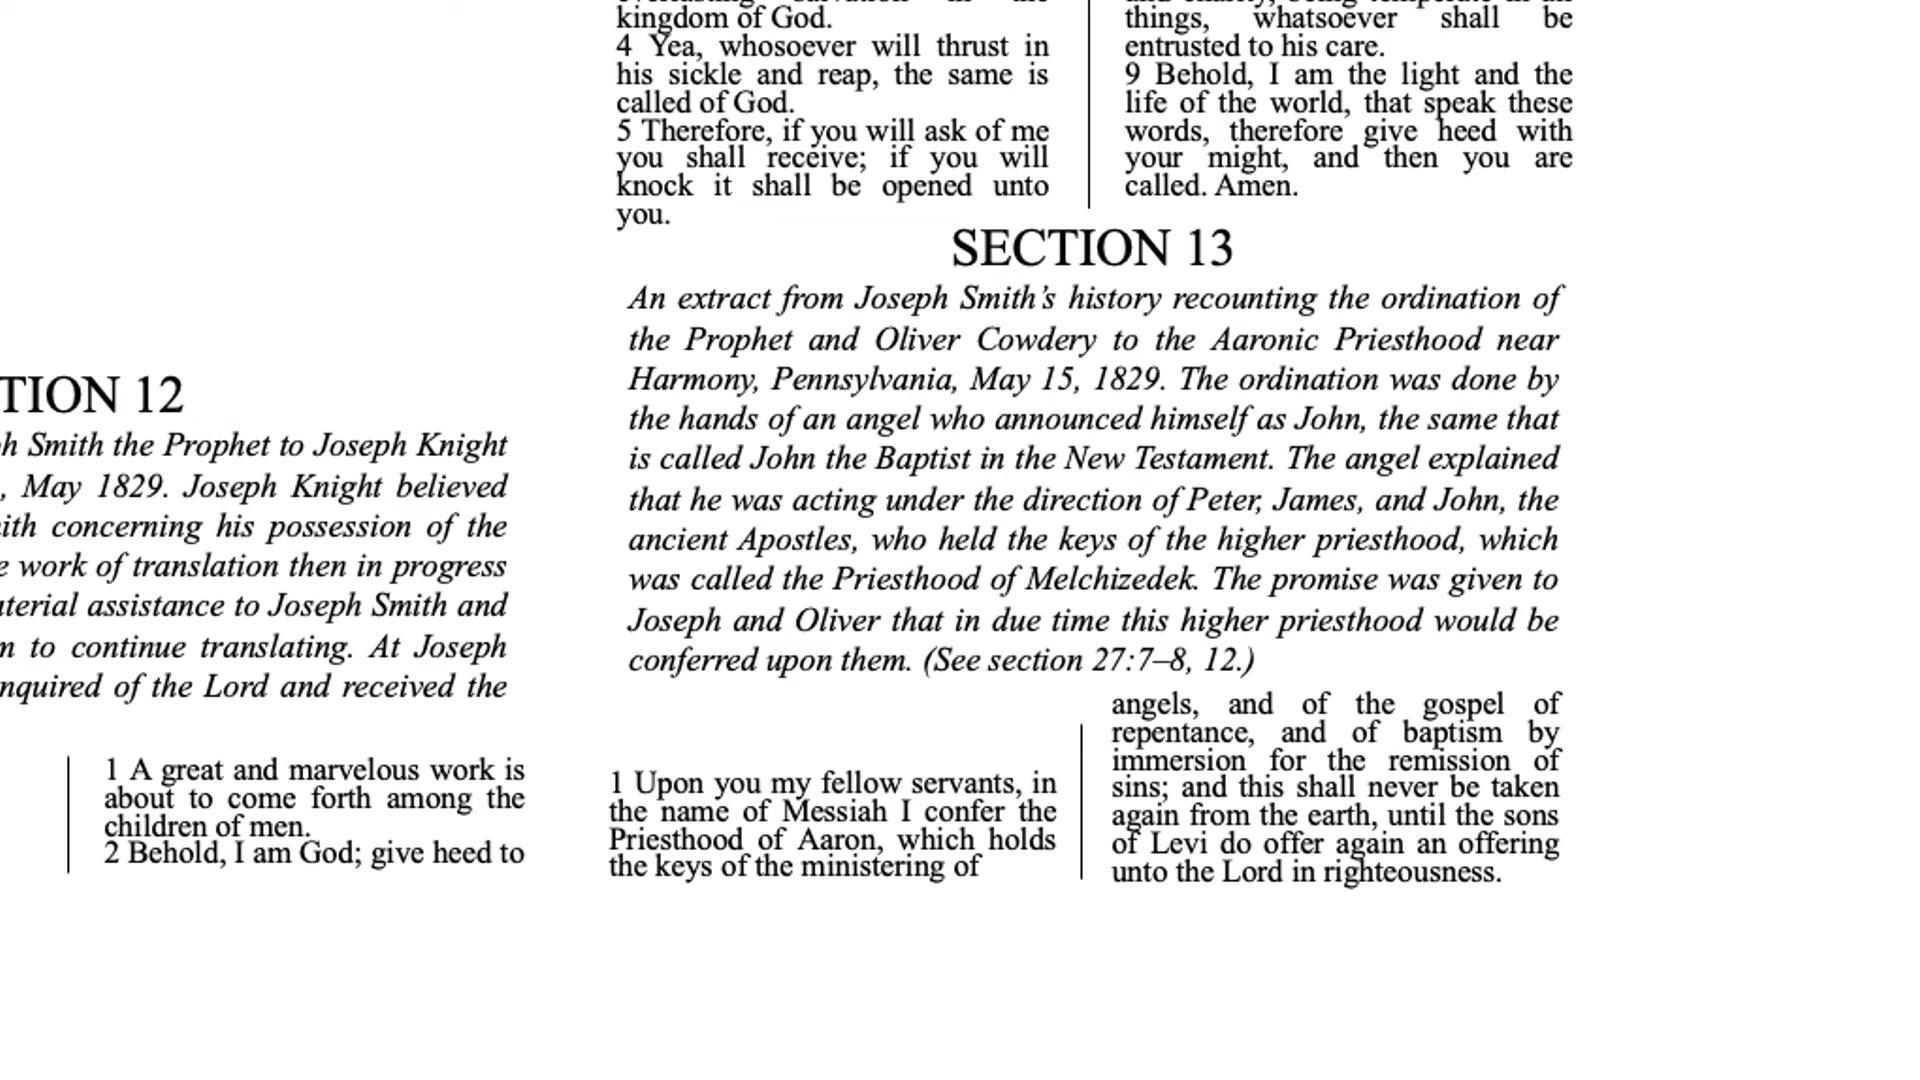 TION 12
h Smith the Prophet to Joseph Knight
, May 1829. Joseph Knight believed
ith concerning his possession of the
work of translation then in progress
aterial assistance to Joseph Smith and
to continue translating. At Joseph
nquired of the Lord and received the
1 A great and marvelous work is
about to come forth among the
children of men.
2 Behold, I am God; give heed to
kingdom of God.
4 Yea, whosoever will thrust in
his sickle and reap, the same is
called of God.
5 Therefore, if you will ask of me
you shall receive; if you will
knock it shall be opened unto
you.
things, whatsoever shall be
entrusted to his care.
9 Behold, I am the light and the
life of the world, that speak these
words, therefore give heed with
your might, and then you are
called. Amen.
SECTION 13
An extract from Joseph Smith's history recounting the ordination of
the Prophet and Oliver Cowdery to the Aaronic Priesthood near
Harmony, Pennsylvania, May 15, 1829. The ordination was done by
the hands of an angel who announced himself as John, the same that
is called John the Baptist in the New Testament. The angel explained
that he was acting under the direction of Peter, James, and John, the
ancient Apostles, who held the keys of the higher priesthood, which
was called the Priesthood of Melchizedek. The promise was given to
Joseph and Oliver that in due time this higher priesthood would be
conferred upon them. (See section 27:7–8, 12.)
1 Upon you my fellow servants, in
the name of Messiah I confer the
Priesthood of Aaron, which holds
the keys of the ministering of
angels, and of the gospel of
repentance, and of baptism by
immersion for the remission of
sins; and this shall never be taken
again from the earth, until the sons
of Levi do offer again an offering
unto the Lord in righteousness.